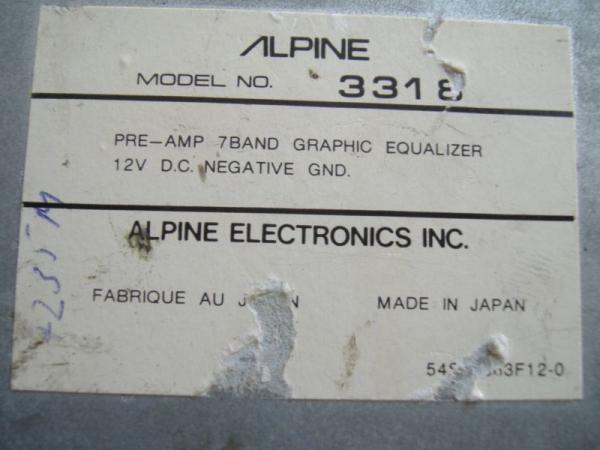 ALPINE
MODEL NO. 3318
PRE-AMP 7BAND GRAPHIC EQUALIZER
12V D.C. NEGATIVE GND.
ALPINE ELECTRONICS INC.
FABRIQUE AU
MADE IN JAPAN